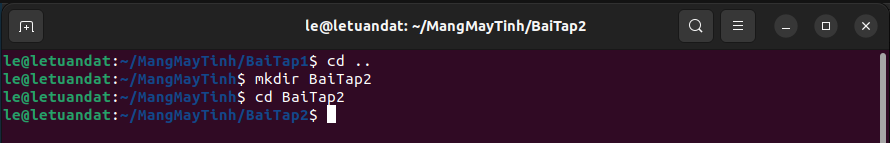 le@letuandat: ~/MangMayTinh/BaiTap2
le@letuandat:~/MangMayTinh/BaiTap1$ cd ..
le@letuandat:~/MangMayTinh$ mkdir BaiTap2
le@letuandat:~/MangMayTinh$ cd BaiTap2
le@letuandat:~/MangMayTinh/BaiTap2$